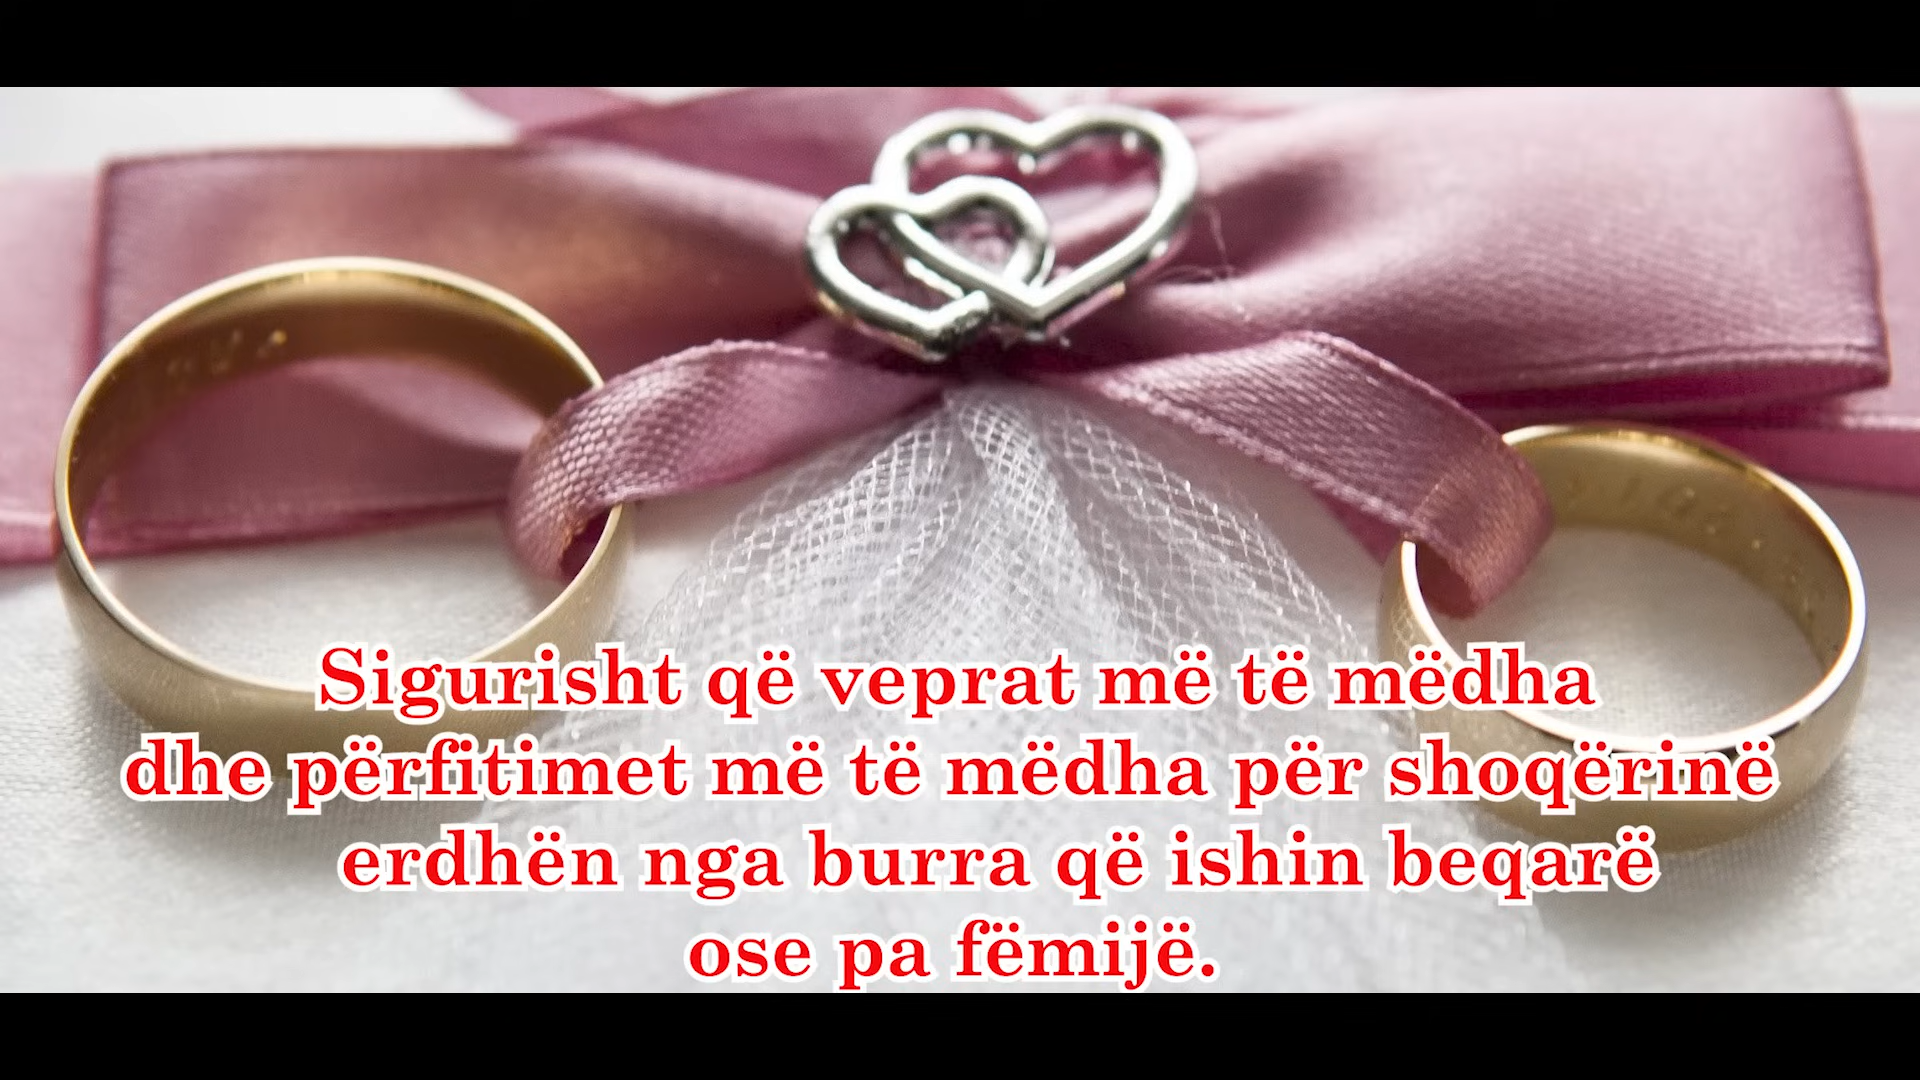 Sigurisht që veprat më të mëdha
dhe përfitimet më të mëdha për shoqërinë
erdhën nga burra që ishin beqarë
ose pa fëmijë.